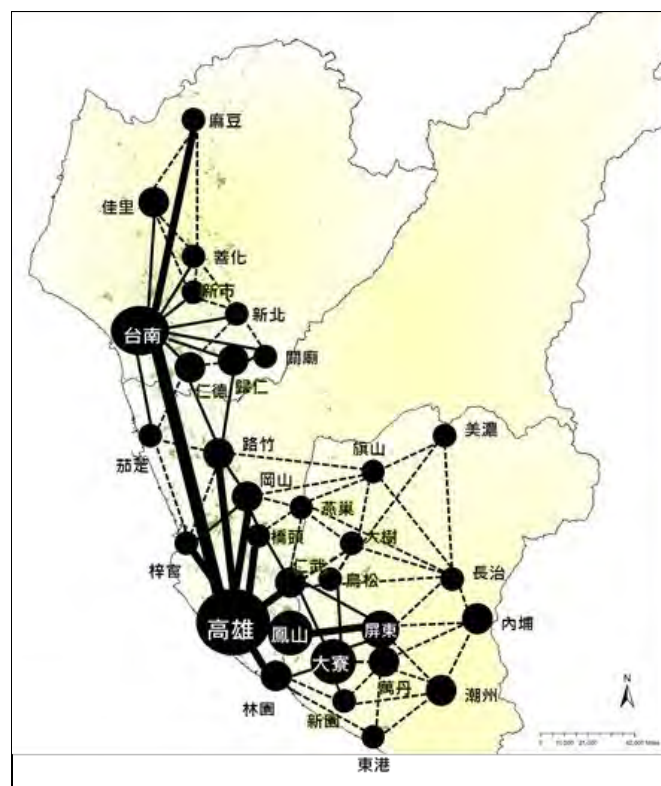 麻豆
佳里
善化
新市
新北
台南
關廟
仁德
歸仁
茄萣
路竹
旗山
美濃
岡山
燕巢
橋頭
大樹
梓官
仁武
鳥松
長治
高雄
鳳山
屏東
內埔
大寮
萬丹
林園
潮州
新園
東港
N